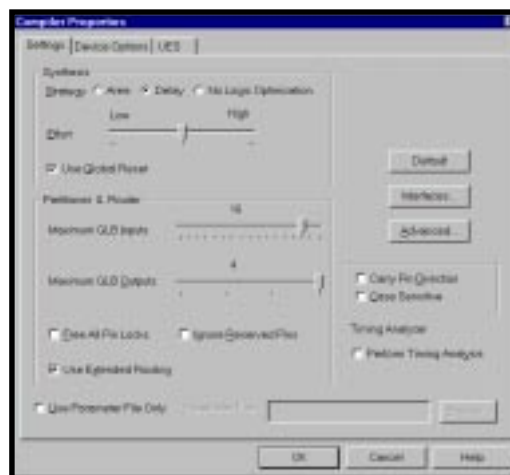 Compiler Properties
Settings
Device Options
UES
Synthesis
Strategy: Area Delay No Logic Optimization
Low High
Effort
Use Global Reset
Partitioner & Router
16
Maximum GLB Inputs
4
Maximum GLB Outputs
Free All Pin Locks
Ignore Reserved Pins
Use Extended Routing
Default
Interfaces...
Advanced...
Carry Pin Direction
Case Sensitive
Timing Analyzer
Perform Timing Analysis
Use Parameter File Only
OK
Cancel
Help